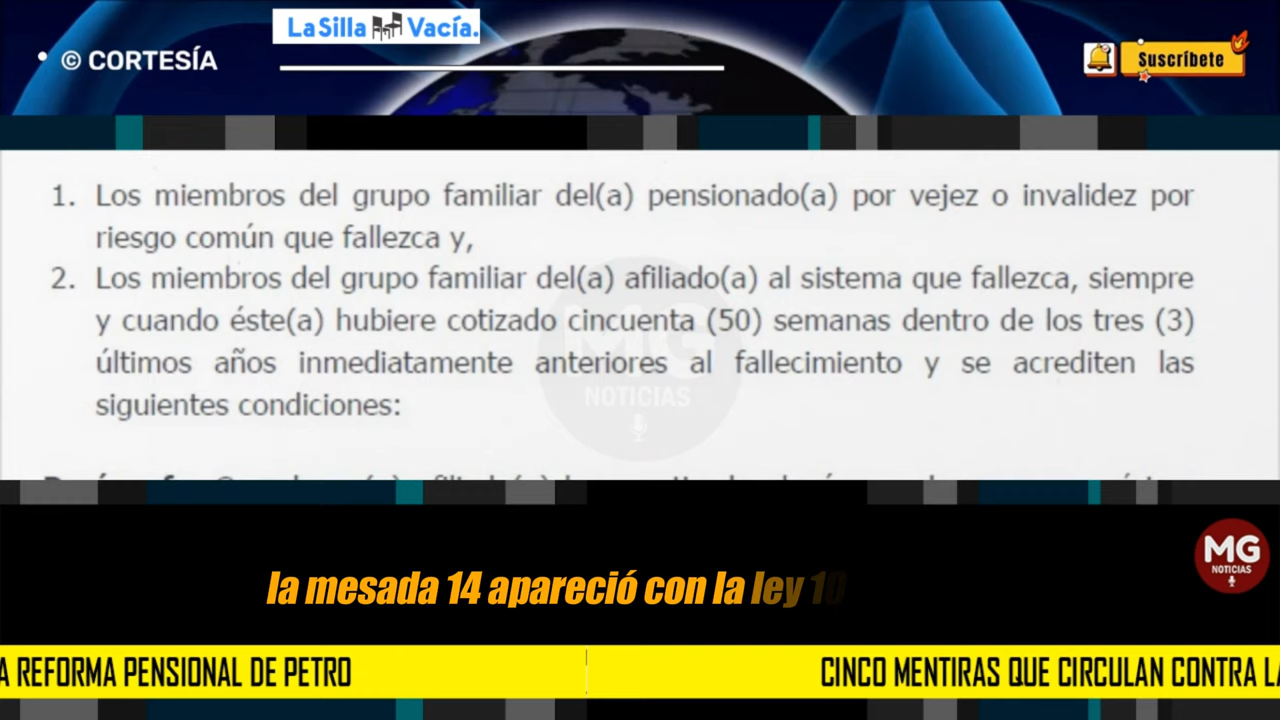 La Silla Vacía.
© CORTESÍA
Suscríbete
1. Los miembros del grupo familiar del(a) pensionado(a) por vejez o invalidez por
riesgo común que fallezca y,
2. Los miembros del grupo familiar del(a) afiliado(a) al sistema que fallezca, siempre
y cuando éste(a) hubiere cotizado cincuenta (50) semanas dentro de los tres (3)
últimos años inmediatamente anteriores al fallecimiento y se acrediten las
siguientes condiciones:
MG
NOTICIAS
la mesada 14 apareció con la ley 10
MG
NOTICIAS
A REFORMA PENSIONAL DE PETRO
CINCO MENTIRAS QUE CIRCULAN CONTRA LA